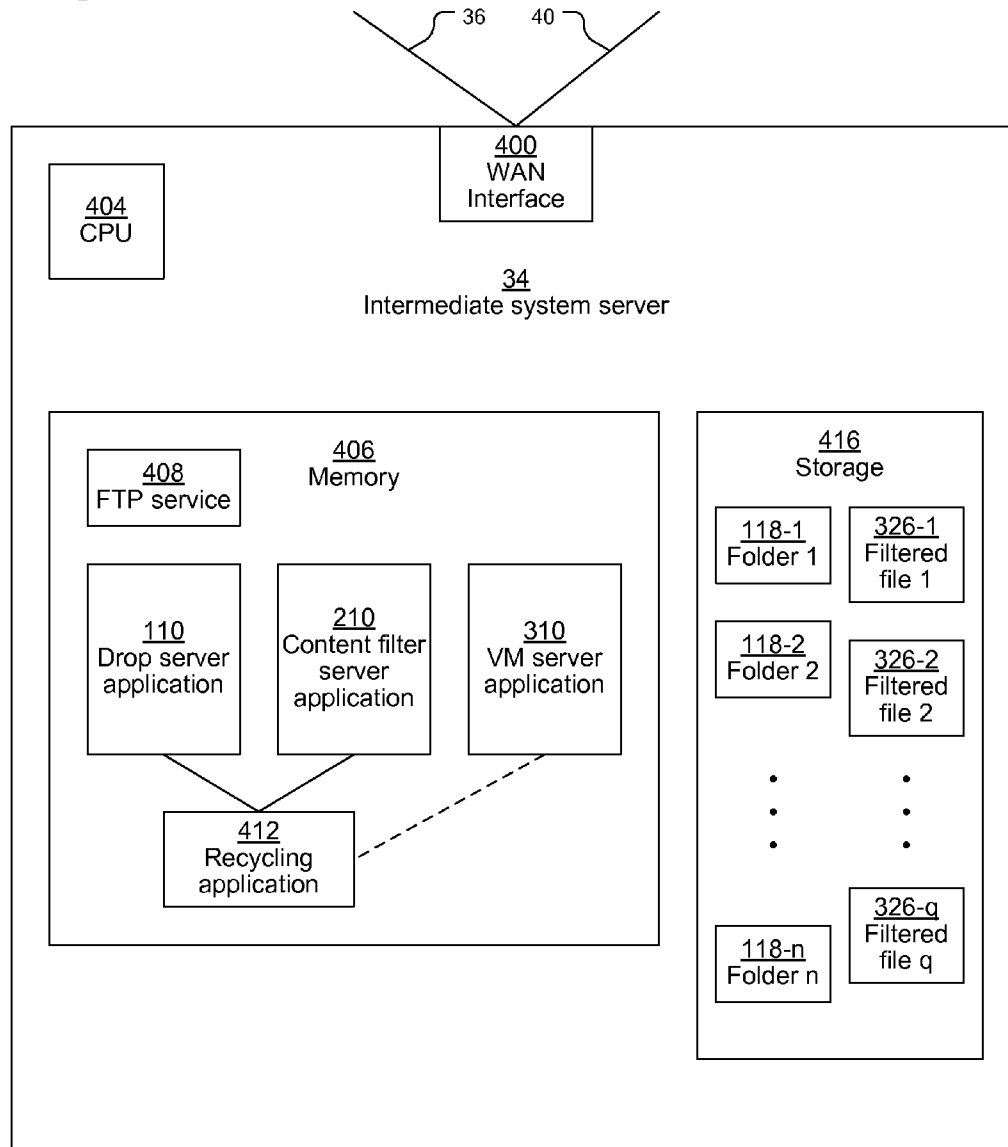 36
40
400
WAN
Interface
404
CPU
34
Intermediate system server
406
Memory
408
FTP service
110
Drop server
application
210
Content filter
server
application
310
VM server
application
412
Recycling
application
416
Storage
118-1
Folder 1
326-1
Filtered
file 1
118-2
Folder 2
326-2
Filtered
file 2
118-n
Folder n
326-q
Filtered
file q